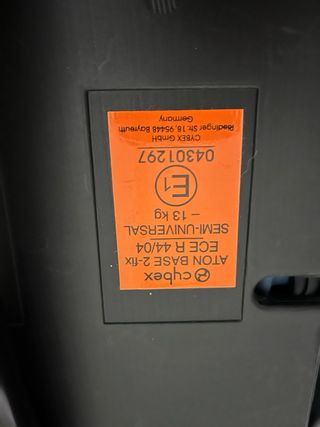 cybex
ATON BASE 2-fix
ECE R 44/04
SEMI-UNIVERSAL
– 13 kg
E1
04301297
CYBEX GmbH
Riedinger Str. 18, 95448 Bayreuth
Germany